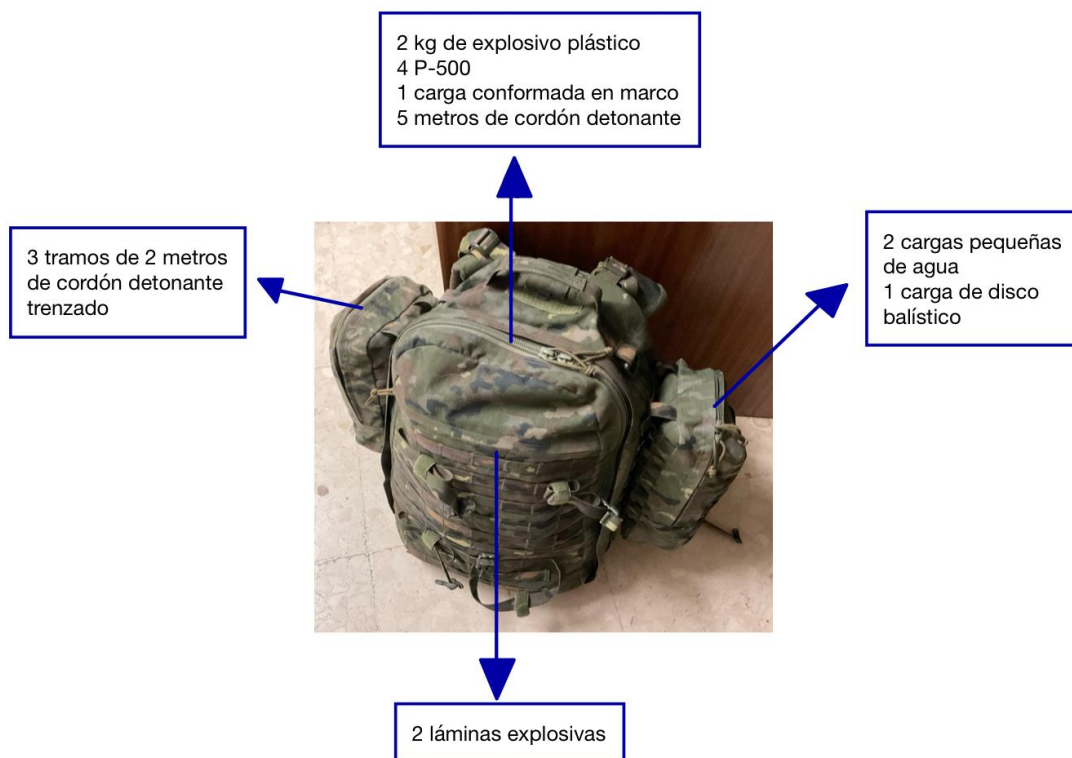 2 kg de explosivo plástico
4 P-500
1 carga conformada en marco
5 metros de cordón detonante
3 tramos de 2 metros
de cordón detonante
trenzado
2 cargas pequeñas
de agua
1 carga de disco
balístico
2 láminas explosivas